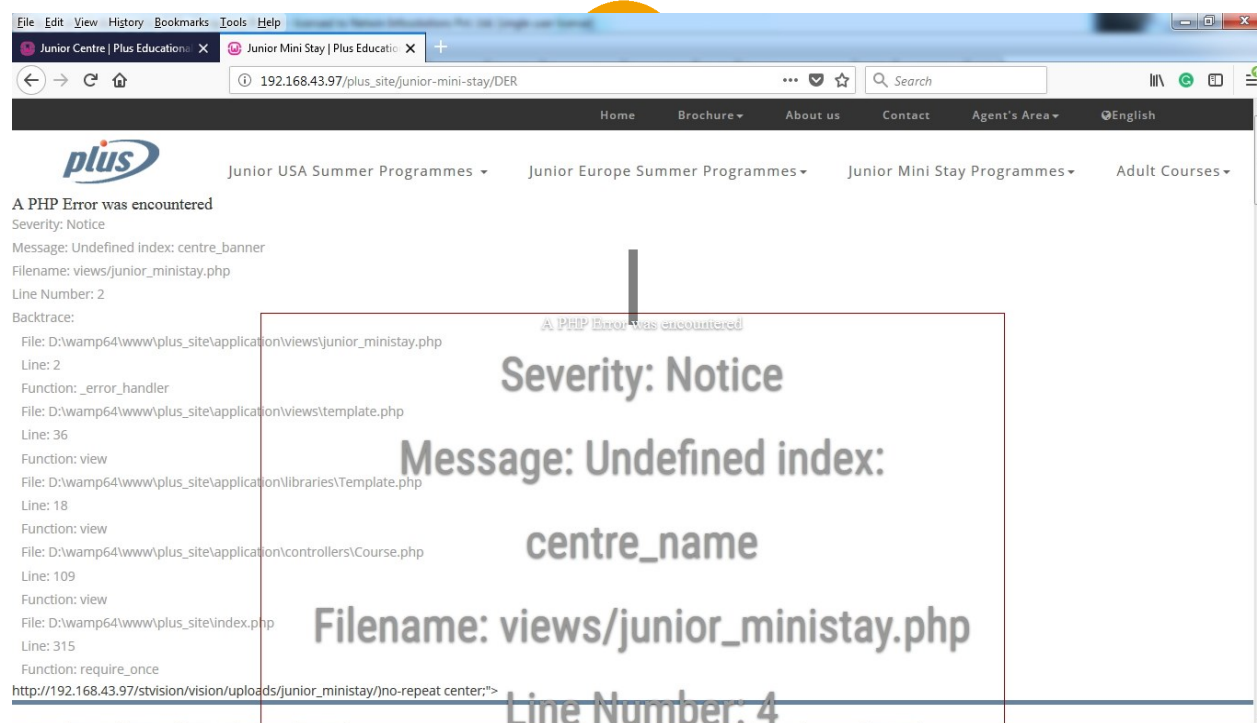 File Edit View History Bookmarks Tools Help
Junior Centre | Plus Educational
Junior Mini Stay | Plus Educatio
192.168.43.97/plus_site/junior-mini-stay/DER
Search
Home Brochure About us Contact Agent's Area English
plus
Junior USA Summer Programmes Junior Europe Summer Programmes Junior Mini Stay Programmes Adult Courses
A PHP Error was encountered
Severity: Notice
Message: Undefined index: centre_banner
Filename: views/junior_ministay.php
Line Number: 2
Backtrace:
File: D:\wamp64\www\plus_site\application\views\junior_ministay.php
Line: 2
Function: _error_handler
File: D:\wamp64\www\plus_site\application\views\template.php
Line: 36
Function: view
File: D:\wamp64\www\plus_site\application\libraries\Template.php
Line: 18
Function: view
File: D:\wamp64\www\plus_site\application\controllers\Course.php
Line: 109
Function: view
File: D:\wamp64\www\plus_site\index.php
Line: 315
Function: require_once
http://192.168.43.97/stvision/vision/uploads/junior_ministay/)no-repeat center;">
A PHP Error was encountered
Severity: Notice
Message: Undefined index:
centre_name
Filename: views/junior_ministay.php
Line Number: 4